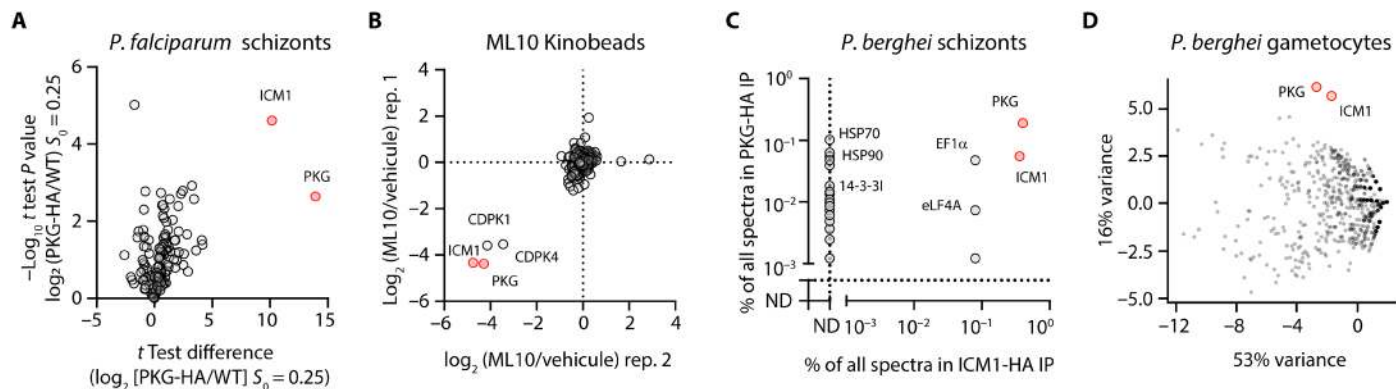 A
P. falciparum schizonts
−Log10 t test P value
log2 (PKG-HA/WT) S0 = 0.25
6
4
2
0
ICM1
PKG
−5
0
5
10
15
t Test difference
(log2 [PKG-HA/WT] S0 = 0.25)
B
ML10 Kinobeads
Log2 (ML10/vehicule) rep. 1
4
2
0
−2
−4
−6
CDPK1
ICM1
CDPK4
PKG
−6
−4
−2
0
2
4
log2 (ML10/vehicule) rep. 2
C
P. berghei schizonts
% of all spectra in PKG-HA IP
10^0
10^−1
10^−2
10^−3
ND
PKG
HSP70
EF1α
HSP90
ICM1
14-3-3I
eLF4A
ND
10^−3
10^−2
10^−1
10^0
% of all spectra in ICM1-HA IP
D
P. berghei gametocytes
16% variance
5.0
2.5
0.0
−2.5
−5.0
PKG
ICM1
−12
−8
−4
0
53% variance